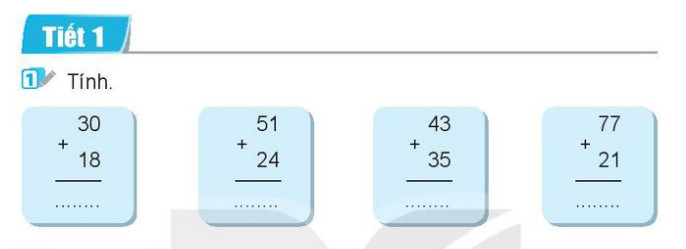 Tiết 1
1 Tính.
30 51 43 77
+ + + +
18 24 35 21
........ ........ ........ ........